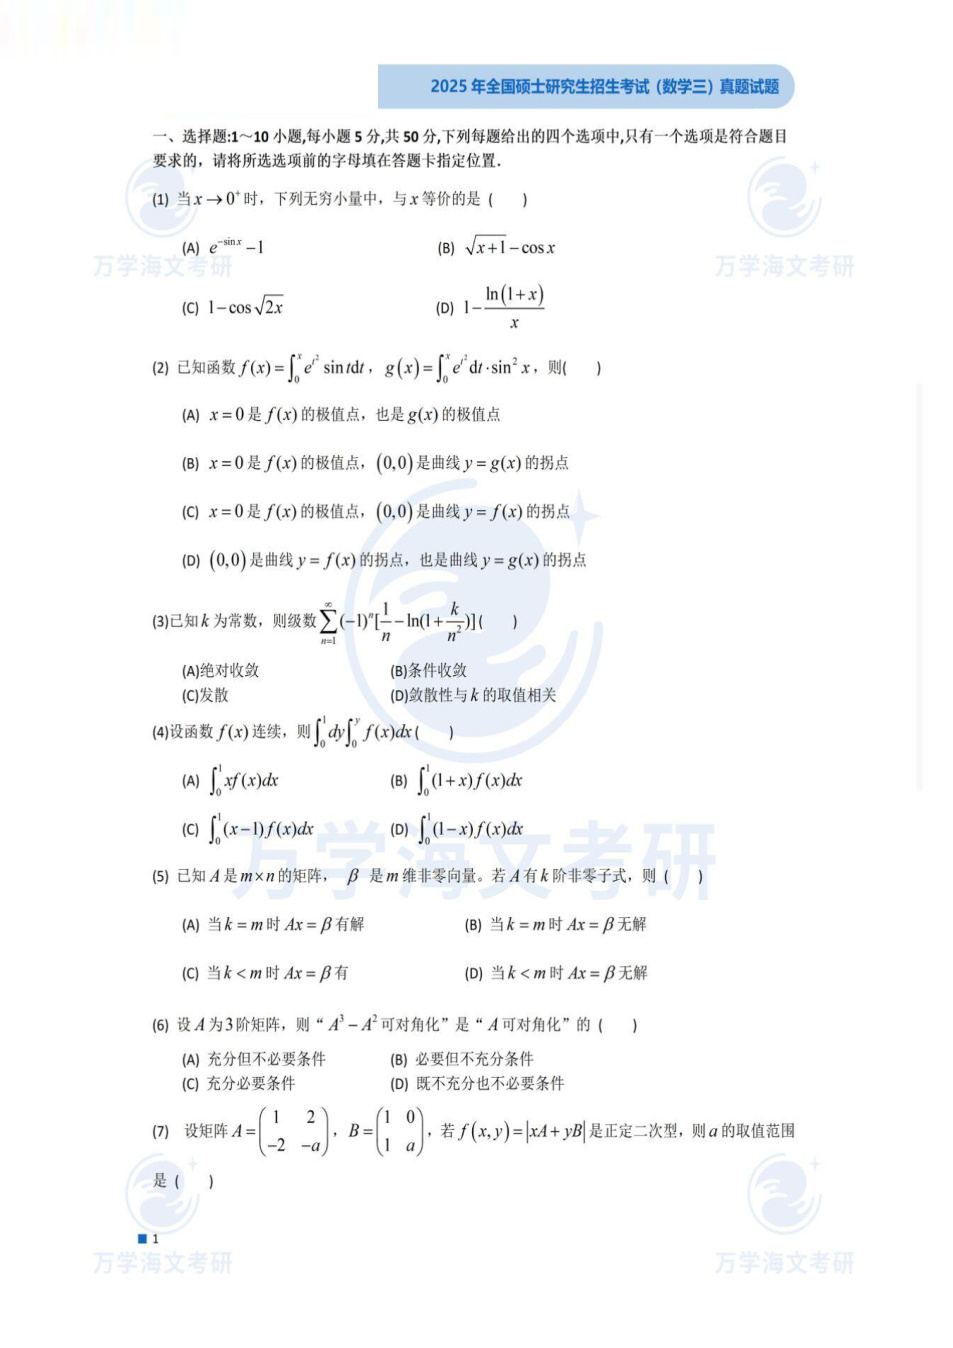 2025年全国硕士研究生招生考试（数学三）真题试题
一、选择题:1～10小题,每小题5分,共50分,下列每题给出的四个选项中,只有一个选项是符合题目
要求的，请将所选选项前的字母填在答题卡指定位置.
(1) 当x→0⁺时，下列无穷小量中，与x等价的是（ ）
(A) e^{-sin x}−1 (B) √(x+1)−cos x
万学海文考研 万学海文考研
(C) 1−cos√(2x) (D) 1−ln(1+x)/x
(2) 已知函数f(x)=∫₀ˣ e^{t²} sin tdt，g(x)=∫₀ˣ e^{t²}dt·sin²x，则( )
(A) x=0是f(x)的极值点，也是g(x)的极值点
(B) x=0是f(x)的极值点，(0,0)是曲线y=g(x)的拐点
(C) x=0是f(x)的极值点，(0,0)是曲线y=f(x)的拐点
(D) (0,0)是曲线y=f(x)的拐点，也是曲线y=g(x)的拐点
(3)已知k为常数，则级数∑_{n=1}^{∞}(−1)ⁿ[1/n−ln(1+k/n²)]( )
(A)绝对收敛 (B)条件收敛
(C)发散 (D)敛散性与k的取值相关
(4)设函数f(x)连续，则∫₀¹dy∫₀ʸ f(x)dx( )
(A) ∫₀¹xf(x)dx (B) ∫₀¹(1+x)f(x)dx
(C) ∫₀¹(x−1)f(x)dx (D) ∫₀¹(1−x)f(x)dx
万学海文考研
(5) 已知A是m×n的矩阵， β 是m维非零向量。若A有k阶非零子式，则（ ）
(A) 当k=m时Ax=β有解 (B) 当k=m时Ax=β无解
(C) 当k<m时Ax=β有 (D) 当k<m时Ax=β无解
(6) 设A为3阶矩阵，则“A³−A²可对角化”是“A可对角化”的（ ）
(A) 充分但不必要条件 (B) 必要但不充分条件
(C) 充分必要条件 (D) 既不充分也不必要条件
(7) 设矩阵A=(1 2; −2 −a)，B=(1 0; 1 a)，若f(x,y)=|xA+yB|是正定二次型，则a的取值范围
是（ ）
1
万学海文考研 万学海文考研